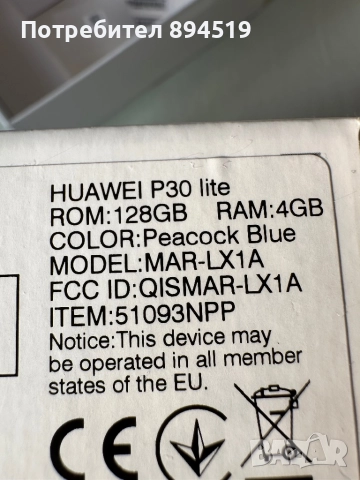 Потребител 894519
HUAWEI P30 lite
ROM:128GB RAM:4GB
COLOR:Peacock Blue
MODEL:MAR-LX1A
FCC ID:QISMAR-LX1A
ITEM:51093NPP
Notice:This device may
be operated in all member
states of the EU.
CE
BAZAR